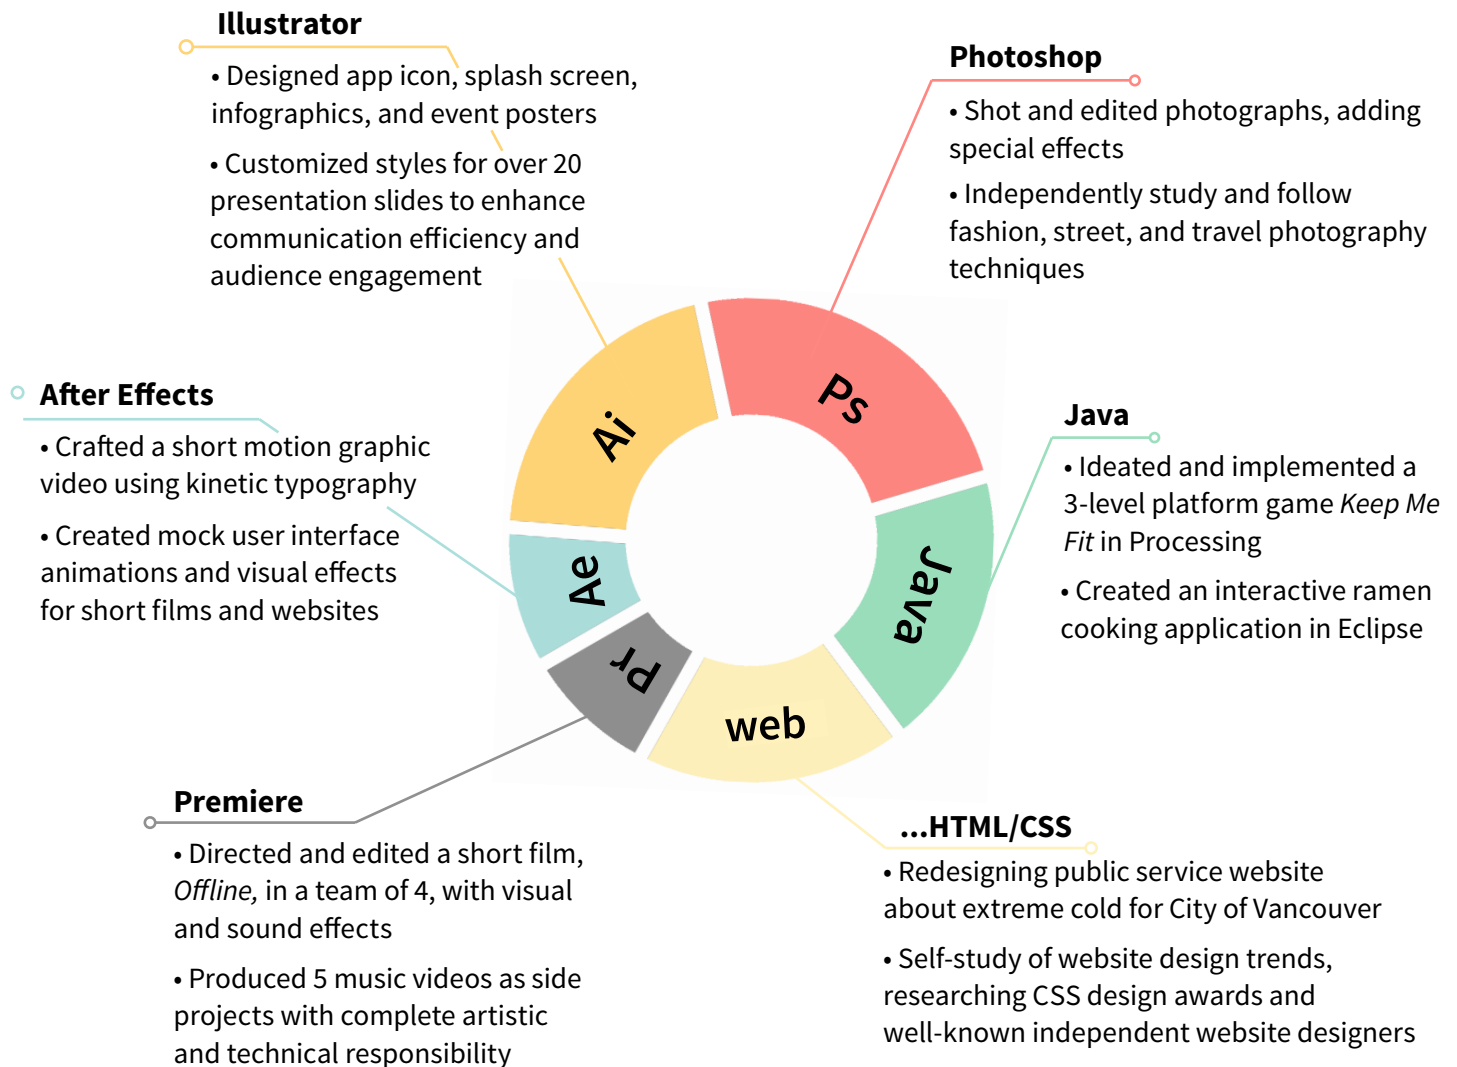 Illustrator
• Designed app icon, splash screen,
infographics, and event posters
• Customized styles for over 20
presentation slides to enhance
communication efficiency and
audience engagement
Photoshop
• Shot and edited photographs, adding
special effects
• Independently study and follow
fashion, street, and travel photography
techniques
After Effects
• Crafted a short motion graphic
video using kinetic typography
• Created mock user interface
animations and visual effects
for short films and websites
Java
• Ideated and implemented a
3-level platform game Keep Me
Fit in Processing
• Created an interactive ramen
cooking application in Eclipse
Ai
Ps
Ae
Java
Pr
web
Premiere
• Directed and edited a short film,
Offline, in a team of 4, with visual
and sound effects
• Produced 5 music videos as side
projects with complete artistic
and technical responsibility
...HTML/CSS
• Redesigning public service website
about extreme cold for City of Vancouver
• Self-study of website design trends,
researching CSS design awards and
well-known independent website designers